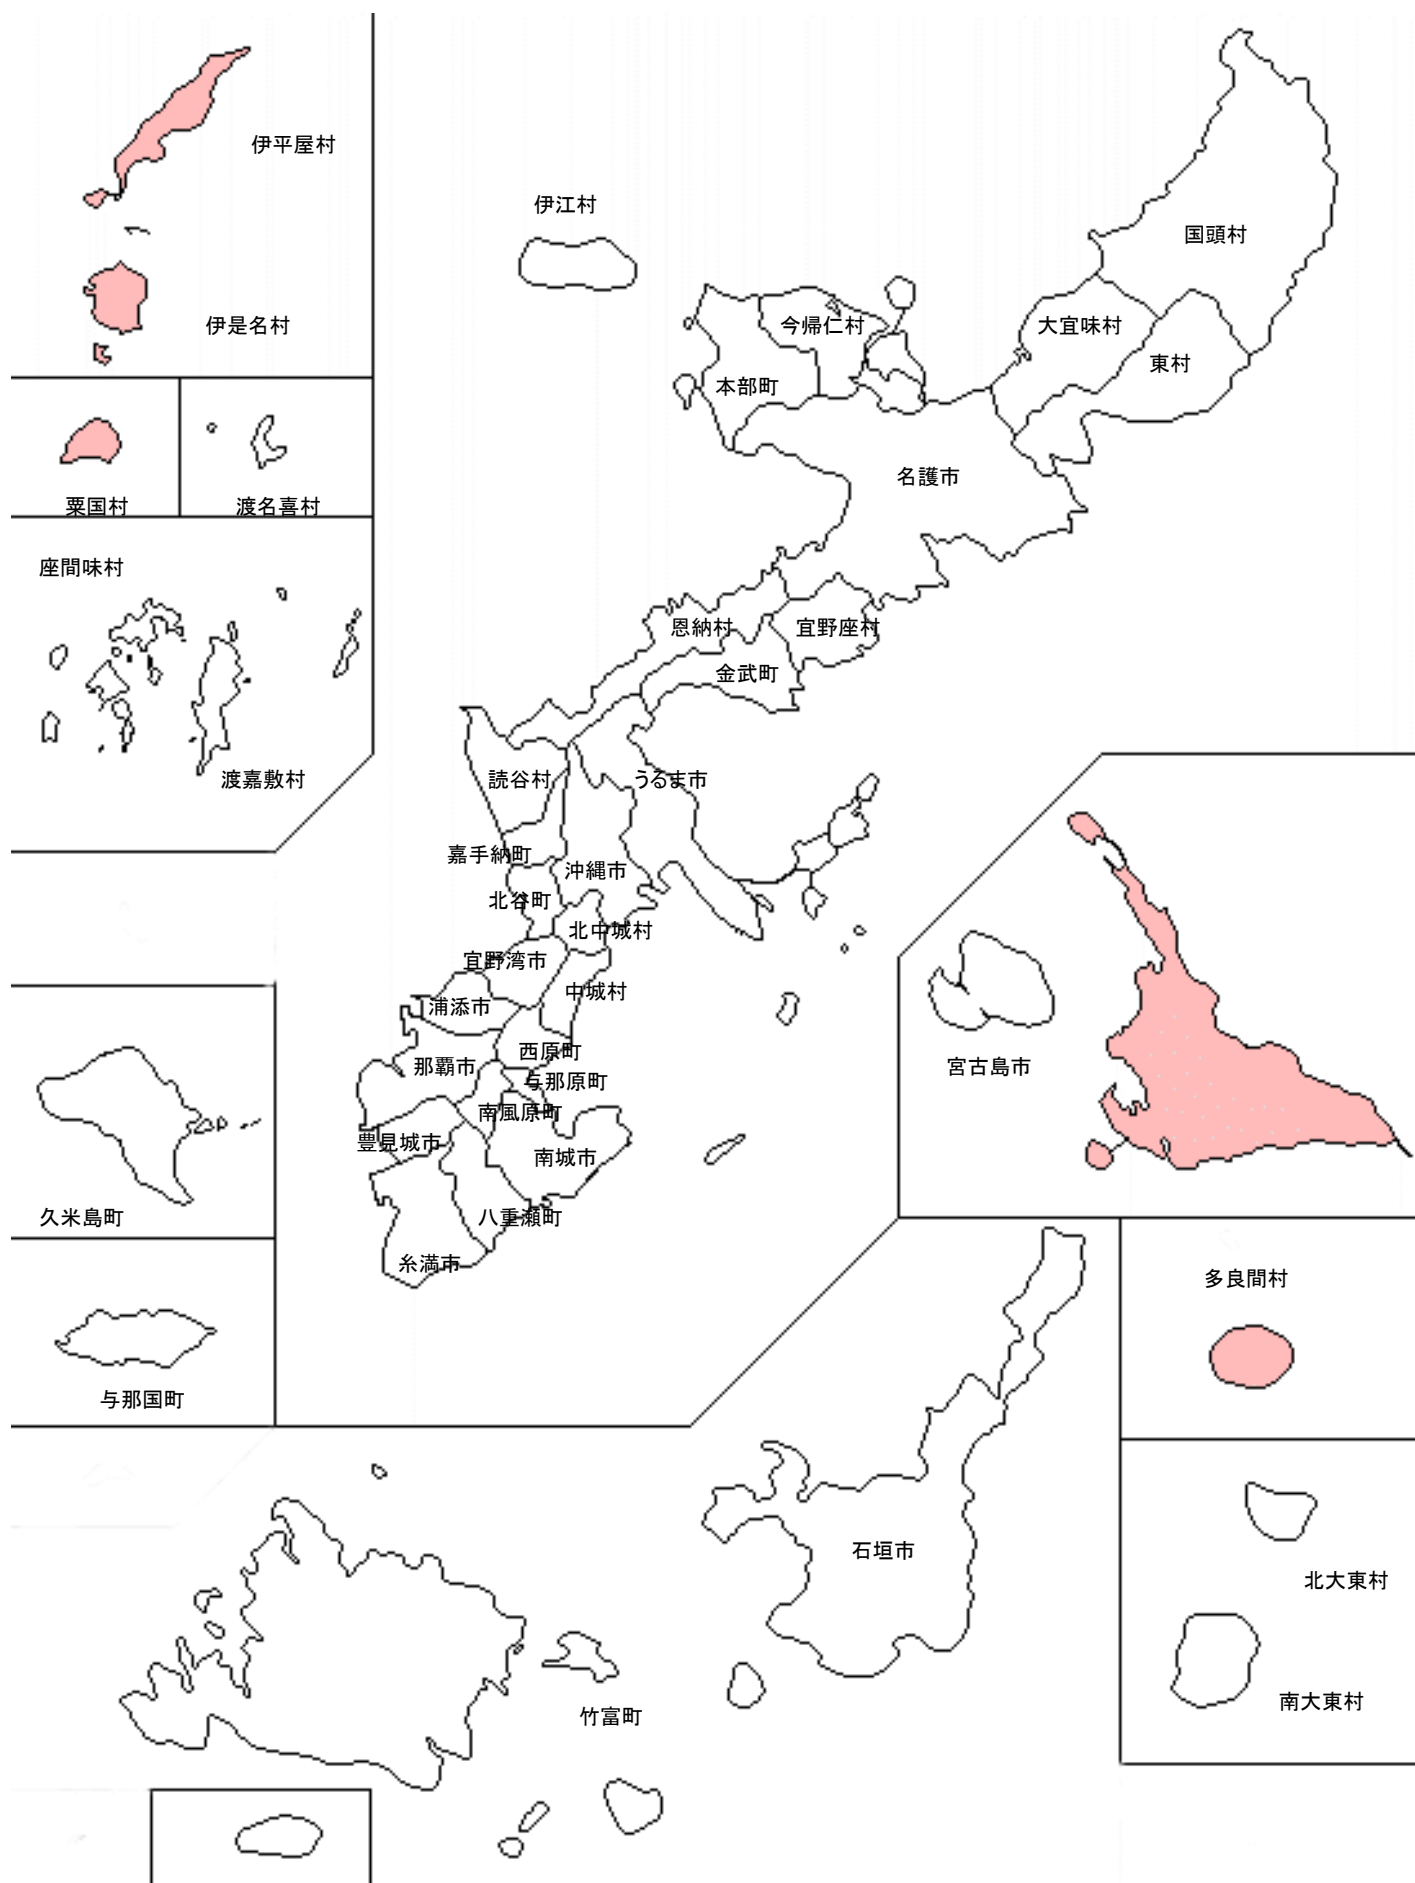 伊平屋村
伊江村
国頭村
伊是名村
今帰仁村
大宜味村
東村
本部町
名護市
粟国村
渡名喜村
座間味村
恩納村
宜野座村
金武町
渡嘉敷村
読谷村
うるま市
嘉手納町
沖縄市
北谷町
北中城村
宜野湾市
中城村
浦添市
西原町
那覇市
与那原町
宮古島市
南風原町
豊見城市
南城市
久米島町
八重瀬町
糸満市
多良間村
与那国町
石垣市
北大東村
南大東村
竹富町